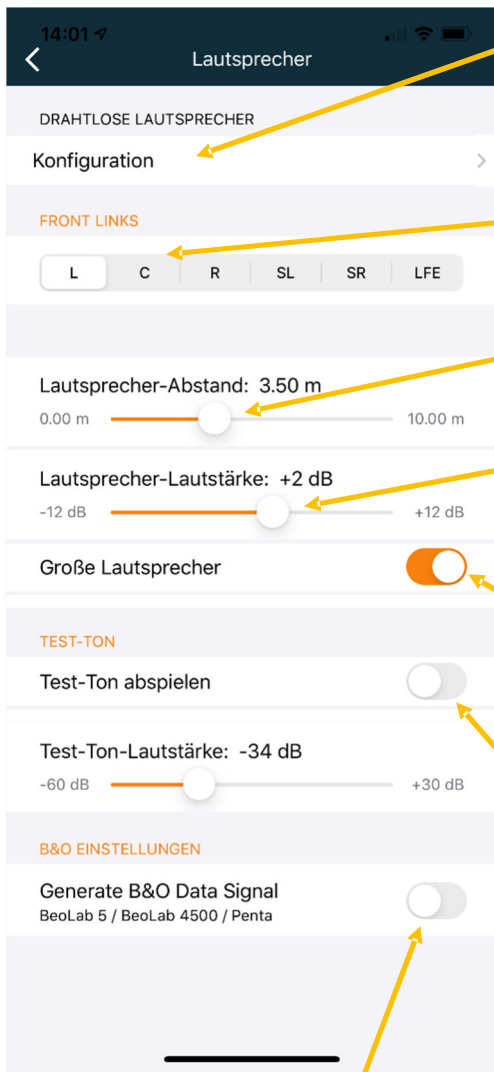 14:01
Lautsprecher
DRAHTLOSE LAUTSPRECHER
Konfiguration
FRONT LINKS
L C R SL SR LFE
Lautsprecher-Abstand: 3.50 m
0.00 m 10.00 m
Lautsprecher-Lautstärke: +2 dB
-12 dB +12 dB
Große Lautsprecher
TEST-TON
Test-Ton abspielen
Test-Ton-Lautstärke: -34 dB
-60 dB +30 dB
B&O EINSTELLUNGEN
Generate B&O Data Signal
BeoLab 5 / BeoLab 4500 / Penta